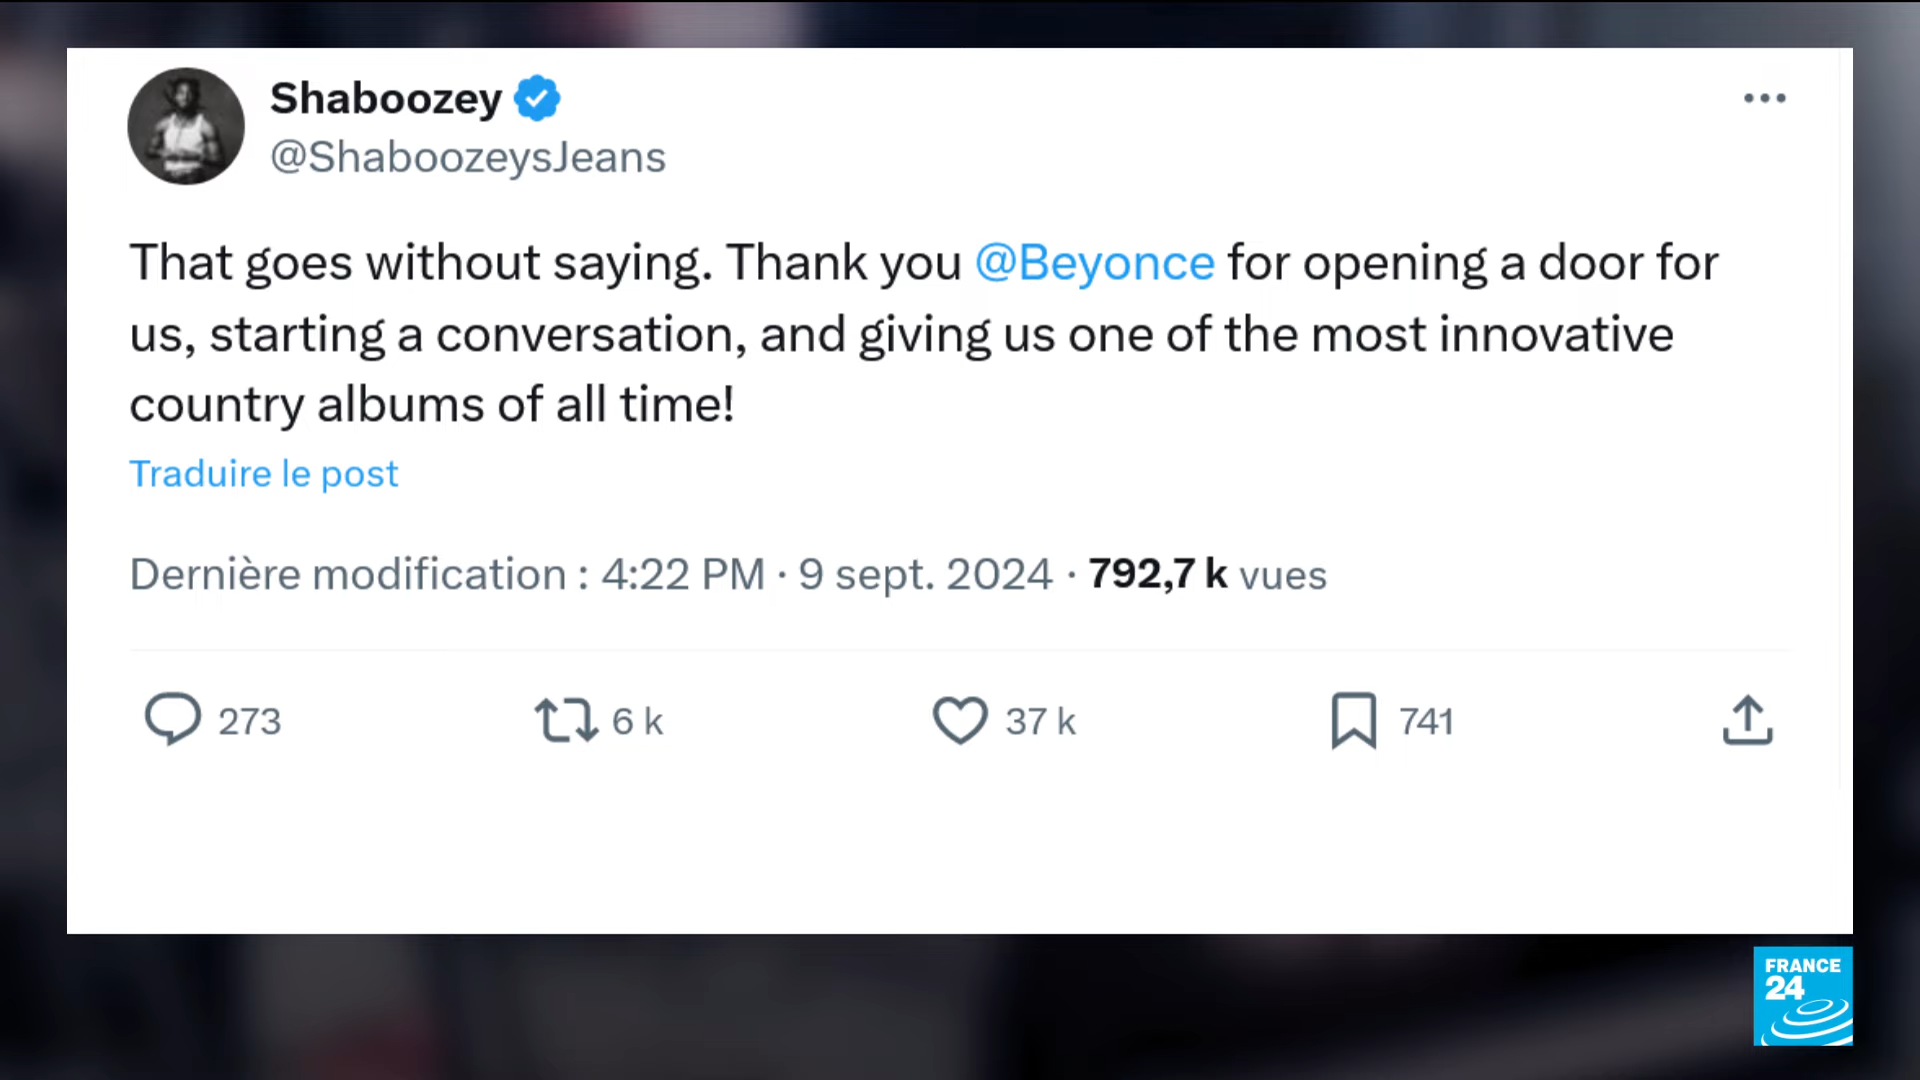 Shaboozey
@ShaboozeysJeans
That goes without saying. Thank you @Beyonce for opening a door for
us, starting a conversation, and giving us one of the most innovative
country albums of all time!
Traduire le post
Dernière modification : 4:22 PM · 9 sept. 2024 · 792,7 k vues
273 6 k 37 k 741
FRANCE
24